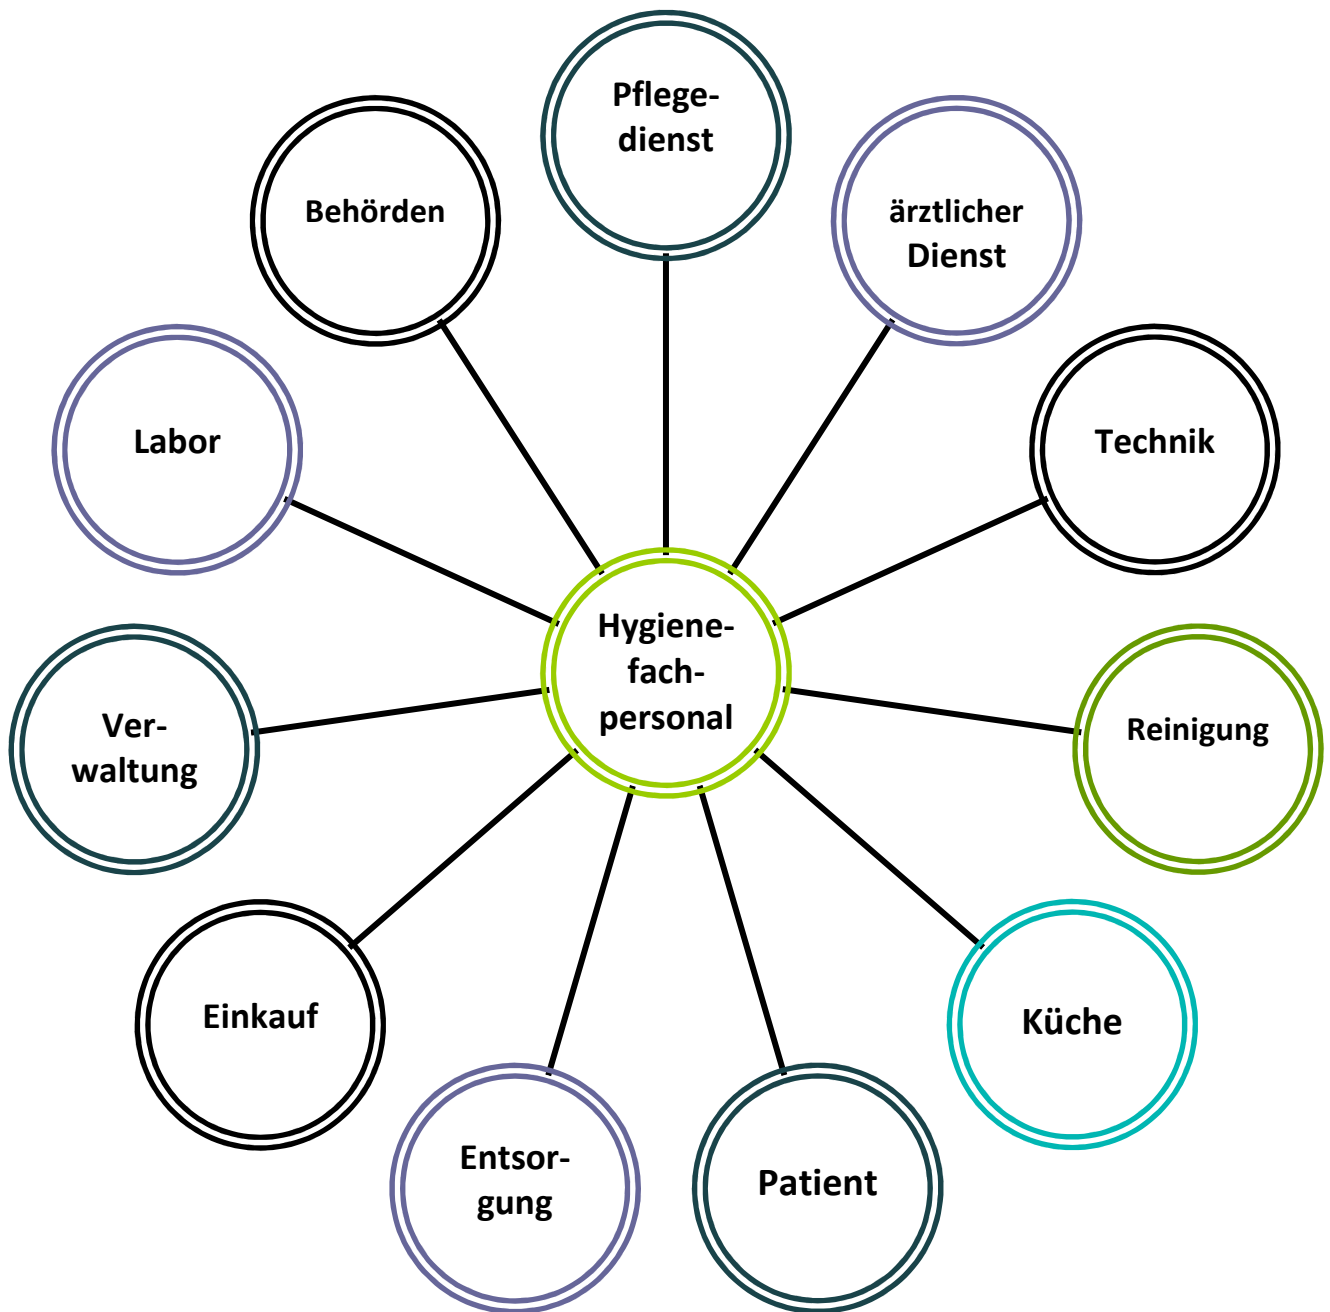 Pflege-
dienst
ärztlicher
Dienst
Behörden
Technik
Labor
Hygiene-
fach-
personal
Reinigung
Ver-
waltung
Küche
Einkauf
Patient
Entsor-
gung